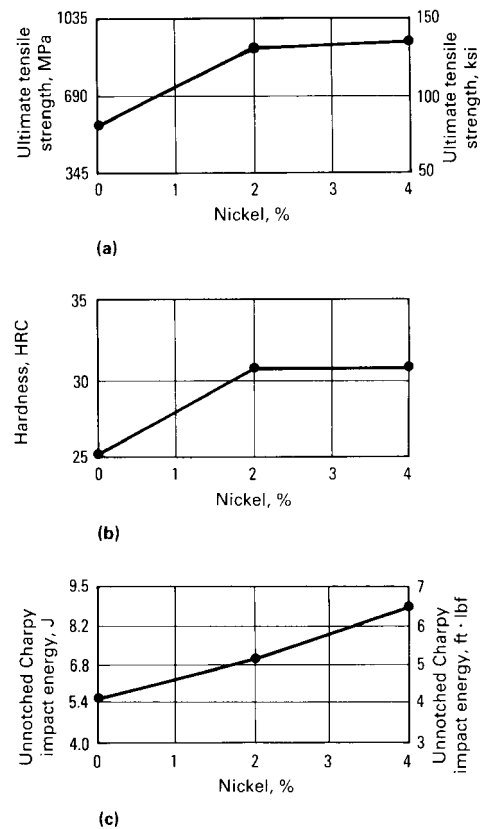 1035
690
345
150
100
50
Ultimate tensile
strength, MPa
Ultimate tensile
strength, ksi
0 1 2 3 4
Nickel, %
(a)
35
30
25
Hardness, HRC
0 1 2 3 4
Nickel, %
(b)
9.5
8.2
6.8
5.4
4.0
7
6
5
4
3
Unnotched Charpy
impact energy, J
Unnotched Charpy
impact energy, ft · lbf
0 1 2 3 4
Nickel, %
(c)